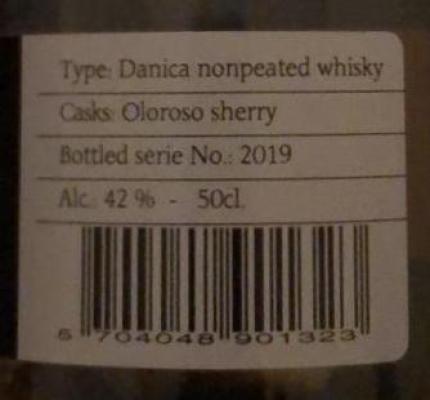 Type: Danica nonpeated whisky
Casks: Oloroso sherry
Bottled serie No.: 2019
Alc. 42 % - 50cl.
5 704048 901323